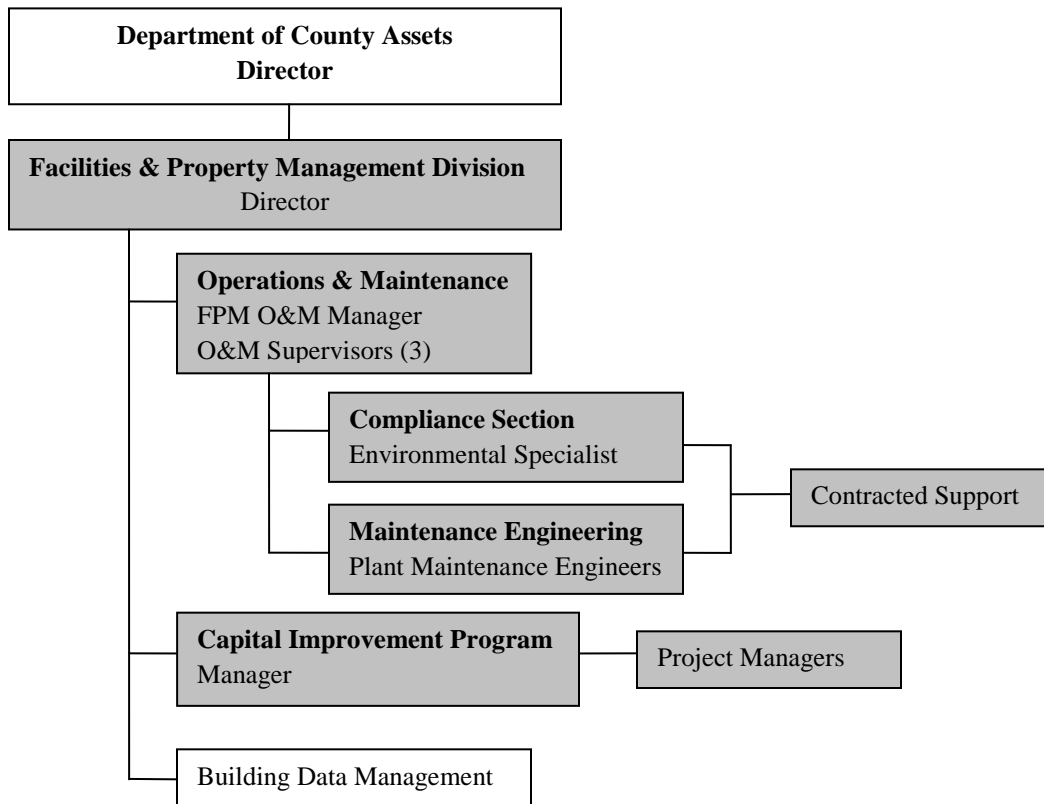 Department of County Assets
Director
Facilities & Property Management Division
Director
Operations & Maintenance
FPM O&M Manager
O&M Supervisors (3)
Compliance Section
Environmental Specialist
Contracted Support
Maintenance Engineering
Plant Maintenance Engineers
Capital Improvement Program
Manager
Project Managers
Building Data Management